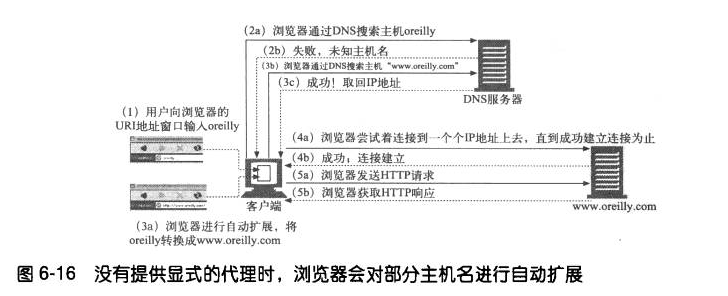 (2a) 浏览器通过DNS搜索主机oreilly
(2b) 失败，未知主机名
(3b) 浏览器通过DNS搜索主机“www.oreilly.com”
(3c) 成功！取回IP地址
DNS服务器
(1) 用户向浏览器的
URI地址窗口输入oreilly
(4a) 浏览器尝试着连接到一个个IP地址上去，直到成功建立连接为止
(4b) 成功；连接建立
(5a) 浏览器发送HTTP请求
(5b) 浏览器获取HTTP响应
客户端
www.oreilly.com
(3a) 浏览器进行自动扩展，将
oreilly转换成www.oreilly.com
图 6-16 没有提供显式的代理时，浏览器会对部分主机名进行自动扩展